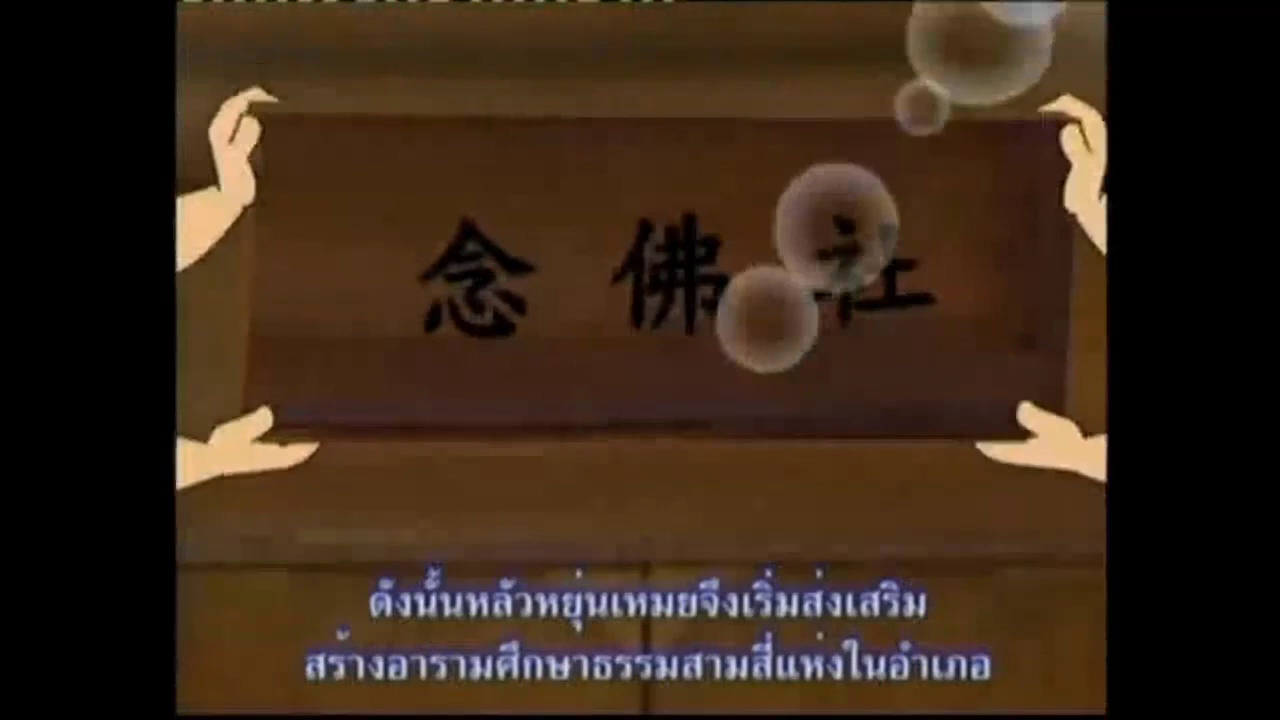 念佛社
ดังนั้นหลัวหยุ่นเหมยจึงเริ่มส่งเสริม
สร้างอารามศึกษาธรรมสามสี่แห่งในอำเภอ